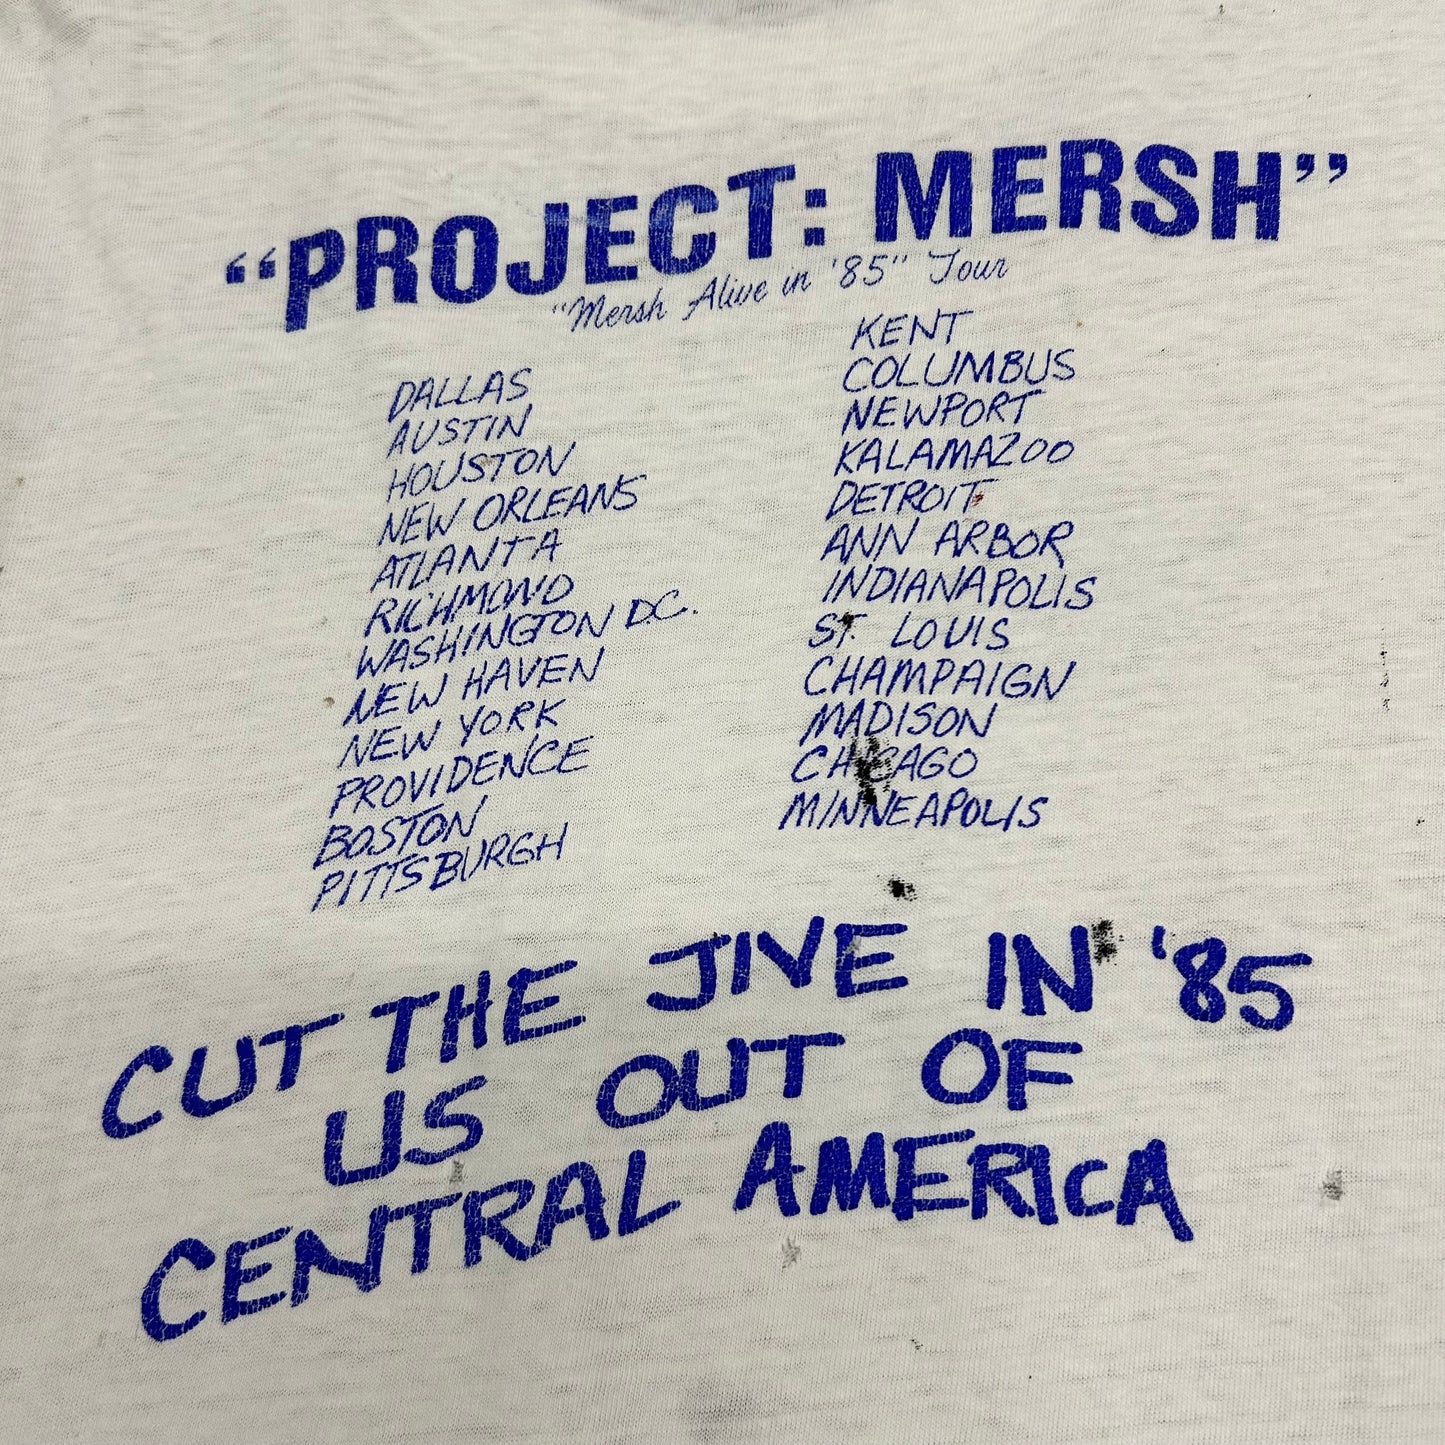 “PROJECT: MERSH”
“Mersh Alive in '85” Tour
DALLAS
AUSTIN
HOUSTON
NEW ORLEANS
ATLANTA
RICHMOND
WASHINGTON D.C.
NEW HAVEN
NEW YORK
PROVIDENCE
BOSTON
PITTSBURGH
KENT
COLUMBUS
NEWPORT
KALAMAZOO
DETROIT
ANN ARBOR
INDIANAPOLIS
ST. LOUIS
CHAMPAIGN
MADISON
CHICAGO
MINNEAPOLIS
CUT THE JIVE IN '85
US OUT OF
CENTRAL AMERICA